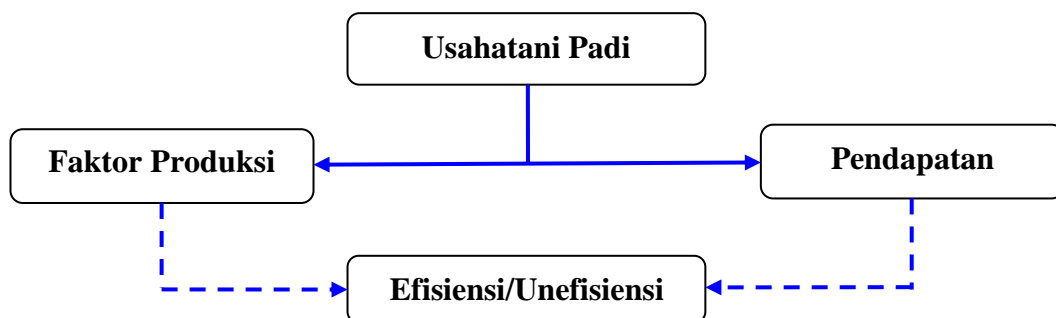 Usahatani Padi
Faktor Produksi
Pendapatan
Efisiensi/Unefisiensi